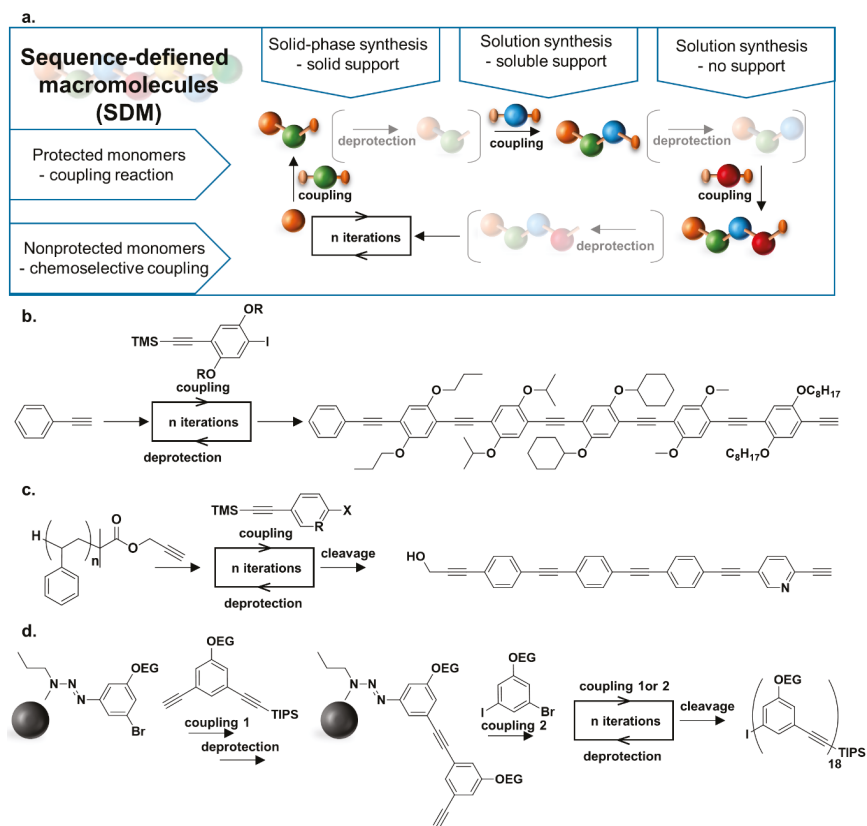 a.
Sequence-defiened
macromolecules
(SDM)
Solid-phase synthesis
- solid support
Solution synthesis
- soluble support
Solution synthesis
- no support
Protected monomers
- coupling reaction
Nonprotected monomers
- chemoselective coupling
deprotection
coupling
deprotection
coupling
coupling
n iterations
deprotection
b.
OR
TMS
I
RO
coupling
n iterations
deprotection
O
O
O
O
OC8H17
O
O
O
O
C8H17O
c.
H
n
O
O
TMS
X
R
coupling
n iterations
deprotection
cleavage
HO
N
d.
N
N
N
OEG
Br
OEG
TIPS
coupling 1
deprotection
N
N
N
OEG
OEG
OEG
I
Br
coupling 2
coupling 1or 2
n iterations
deprotection
cleavage
OEG
I
TIPS
18